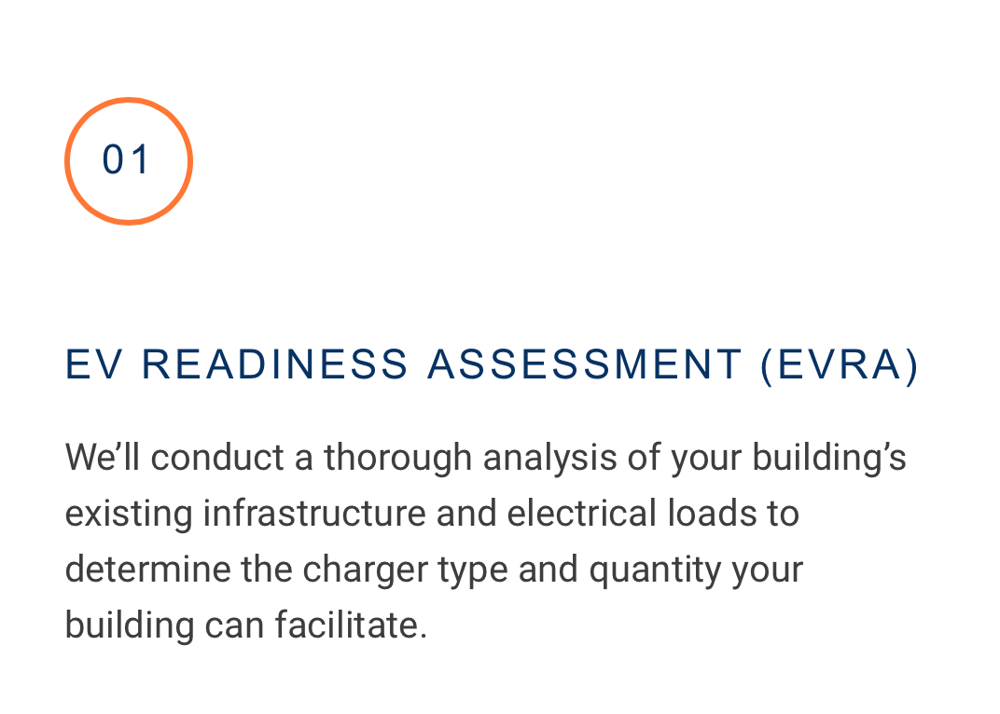 01
EV READINESS ASSESSMENT (EVRA)
We’ll conduct a thorough analysis of your building’s
existing infrastructure and electrical loads to
determine the charger type and quantity your
building can facilitate.